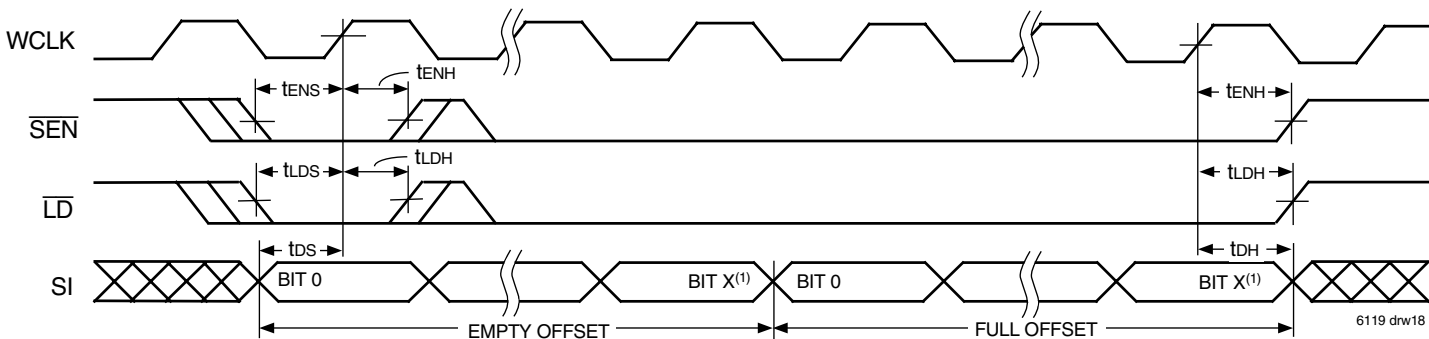 WCLK
tENS
tENH
tENH
SEN
tLDS
tLDH
tLDH
LD
tDS
tDH
SI
BIT 0
BIT X(1)
BIT 0
BIT X(1)
EMPTY OFFSET
FULL OFFSET
6119 drw18